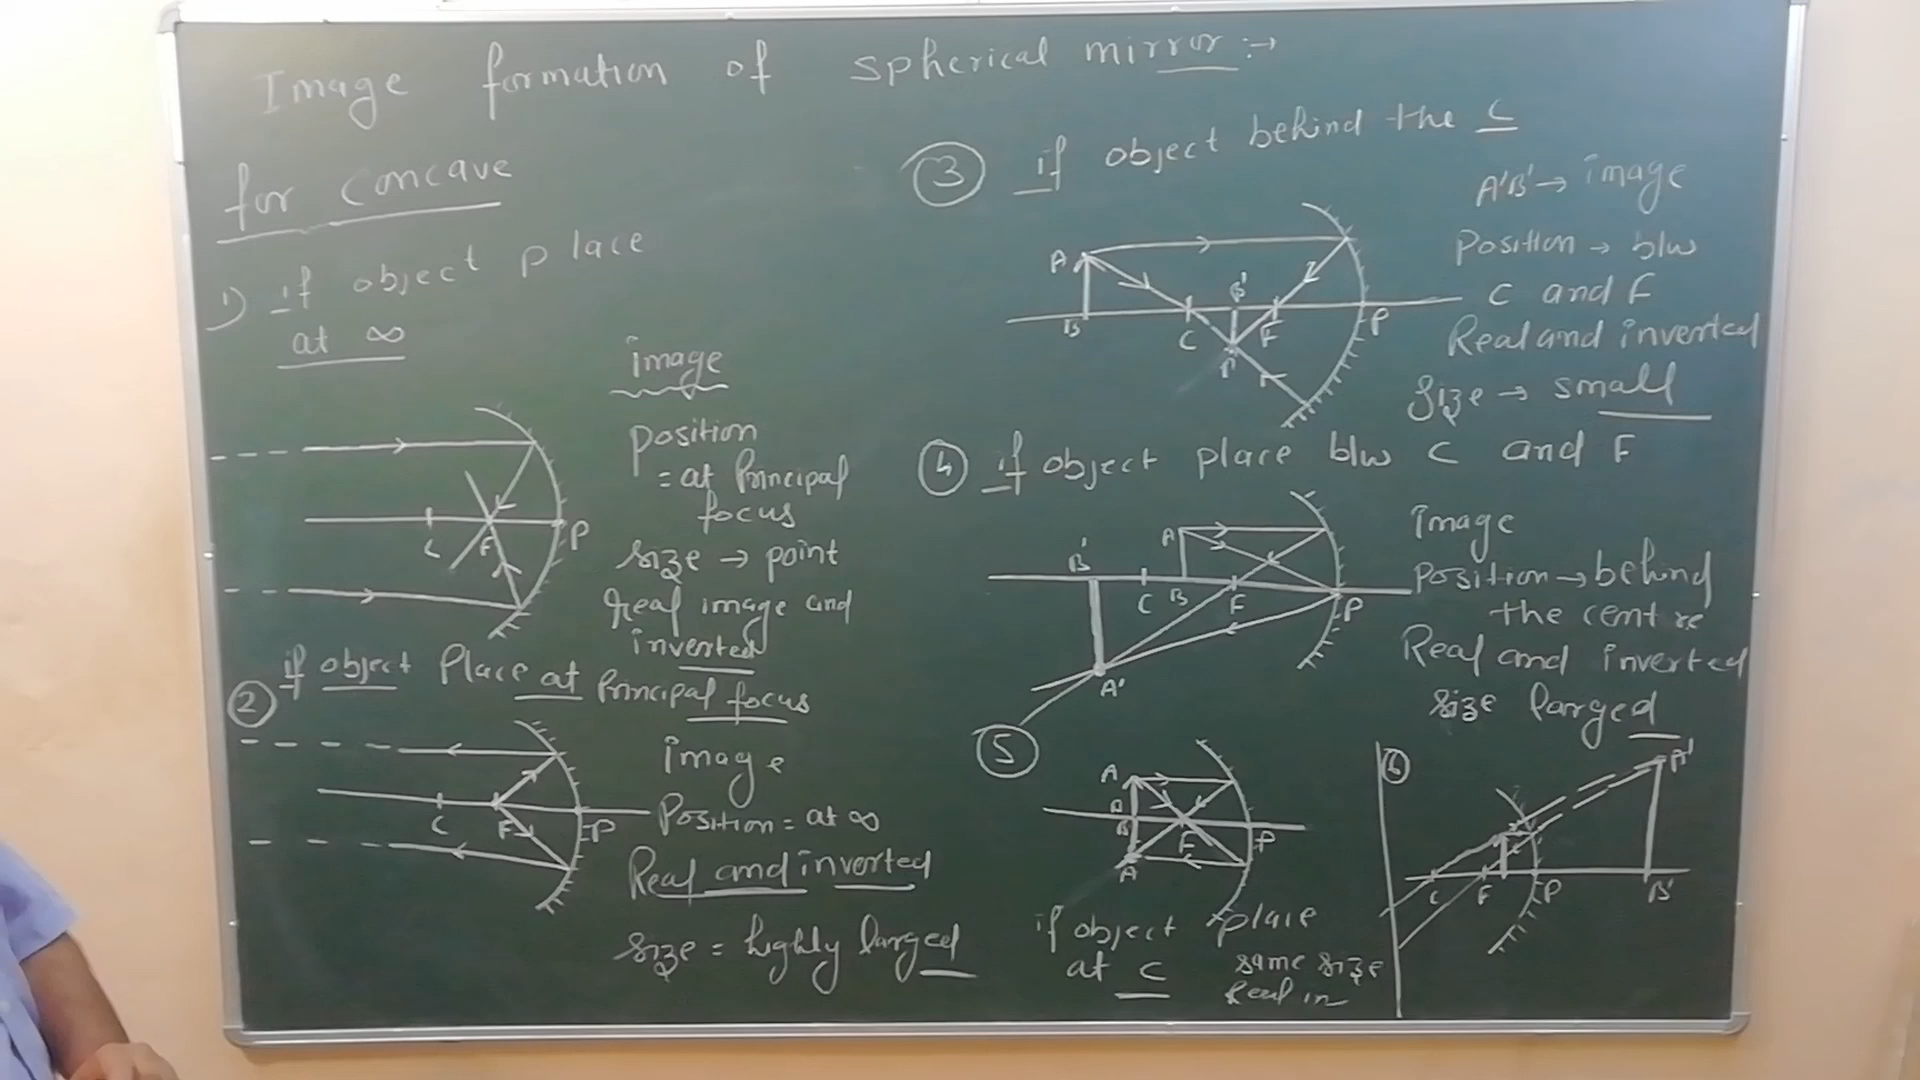 Image formation of spherical mirror :→
for concave
1) if object place
at ∞
image
Position
= at Principal
focus
size → point
real image and
inverted
C
F
P
② if object Place at Principal focus
image
Position = at ∞
Real and inverted
size = highly larged
C
F
P
③ if object behind the C
A'B' → image
Position → b/w
C and F
Real and inverted
Size → small
A
B
C
B'
F
P
④ if object place b/w C and F
image
Position → behind
the centre
Real and inverted
size larged
B'
A
C
B
F
P
A'
⑤
A
B
F
P
A
if object place
at C
same size
Real in
⑥
A'
C
F
P
B'